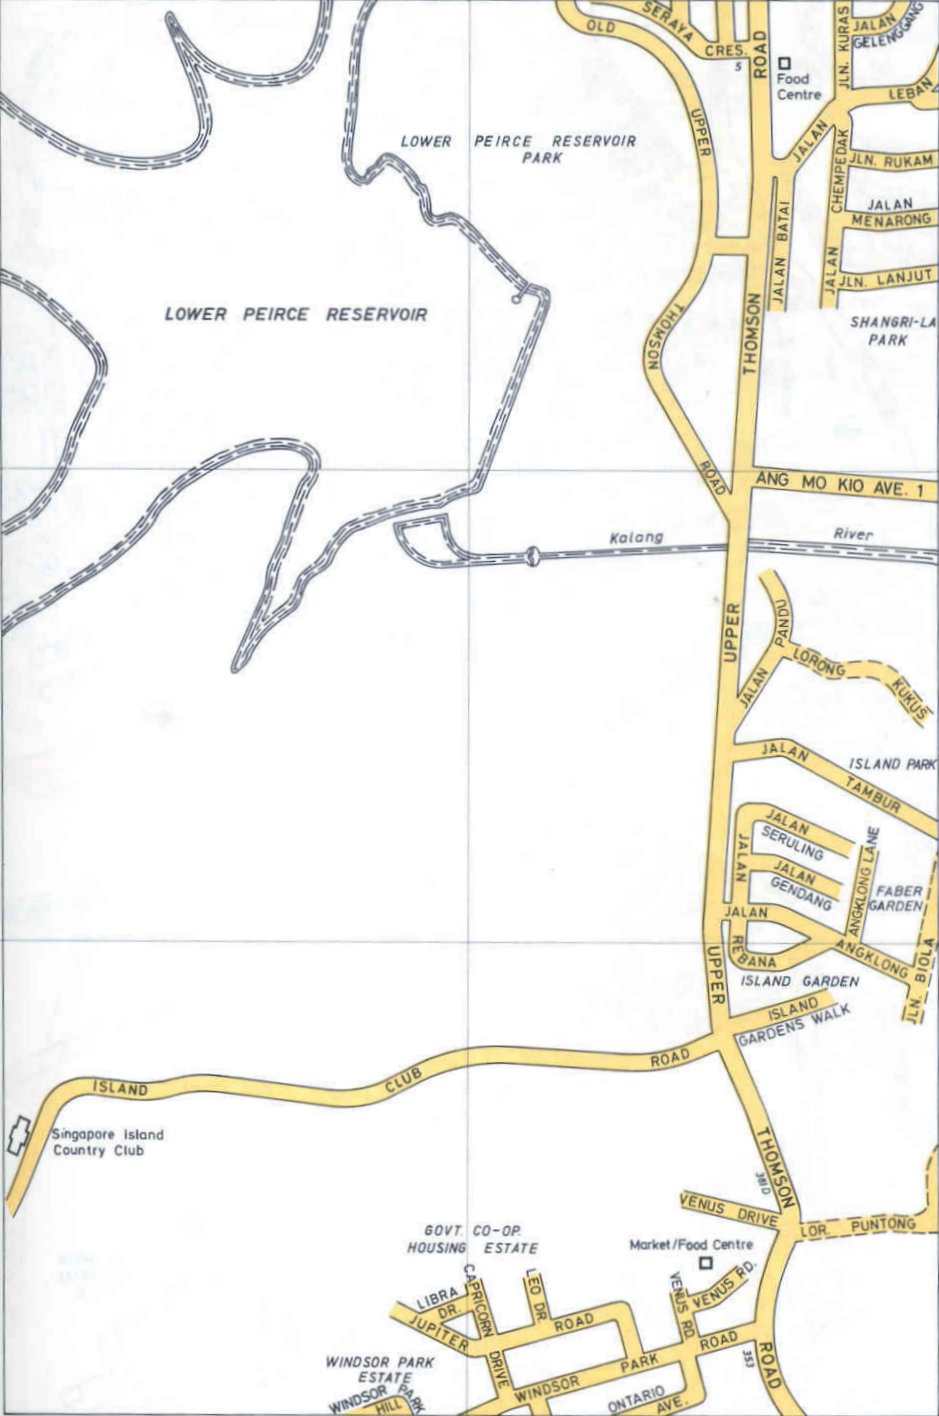 SERAYA
CRES.
5
OLD
UPPER
THOMSON
ROAD
ROAD
Food
Centre
JLN. KURAS
JALAN
GELENGGANG
LEBAN
JALAN
CHEMPEDAK
JALAN
JLN. RUKAM
JALAN
MENARONG
JLN. LANJUT
JALAN BATAI
THOMSON
SHANGRI-LA
PARK
LOWER PEIRCE RESERVOIR
PARK
LOWER PEIRCE RESERVOIR
ANG MO KIO AVE. 1
Kalang
River
UPPER
JALAN
PANDU
LORONG
KUKUS
JALAN
TAMBUR
ISLAND PARK
JALAN
SERULING
JALAN
JALAN
GENDANG
ANGKLONG LANE
FABER
GARDEN
JALAN
ANGKLONG
REBANA
JLN. BIOLA
UPPER
ISLAND GARDEN
ISLAND
GARDENS WALK
ISLAND
CLUB
ROAD
Singapore Island
Country Club
THOMSON
381D
VENUS DRIVE
LOR. PUNTONG
GOVT. CO-OP.
HOUSING ESTATE
Market/Food Centre
LIBRA
DR.
CAPRICORN
DRIVE
LEO DR.
VENUS RD.
VENUS RD.
JUPITER
ROAD
WINDSOR
PARK
ROAD
353
ROAD
WINDSOR PARK
ESTATE
WINDSOR PARK
HILL
ONTARIO
AVE.